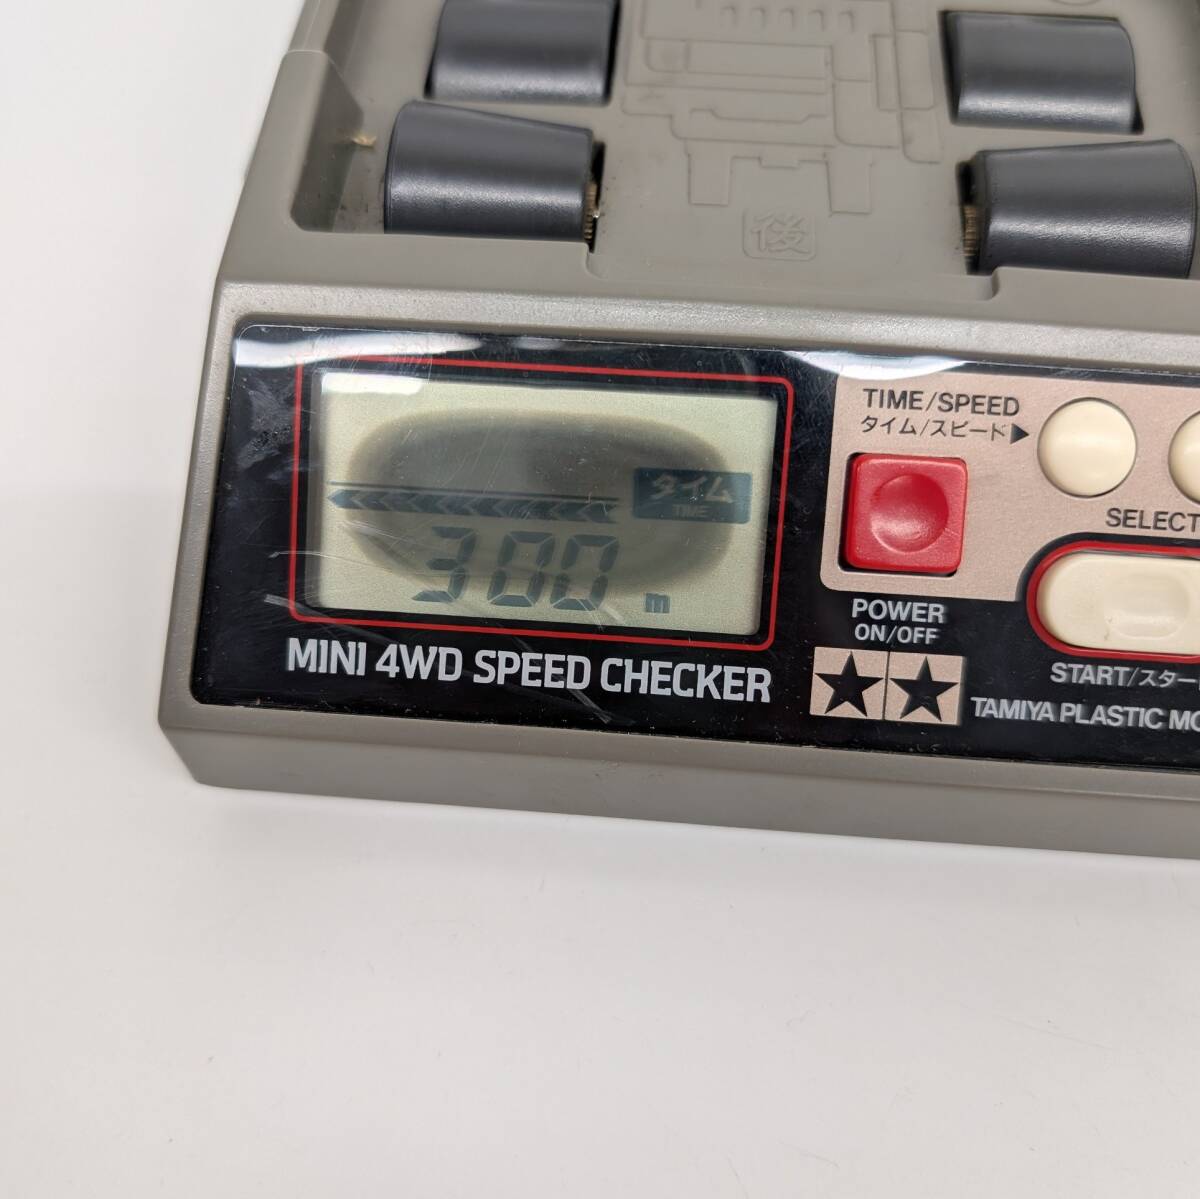 後
タイム
TIME
300 m
MINI 4WD SPEED CHECKER
TIME/SPEED
タイム/スピード▶
SELECT
POWER
ON/OFF
START/スター
TAMIYA PLASTIC MO